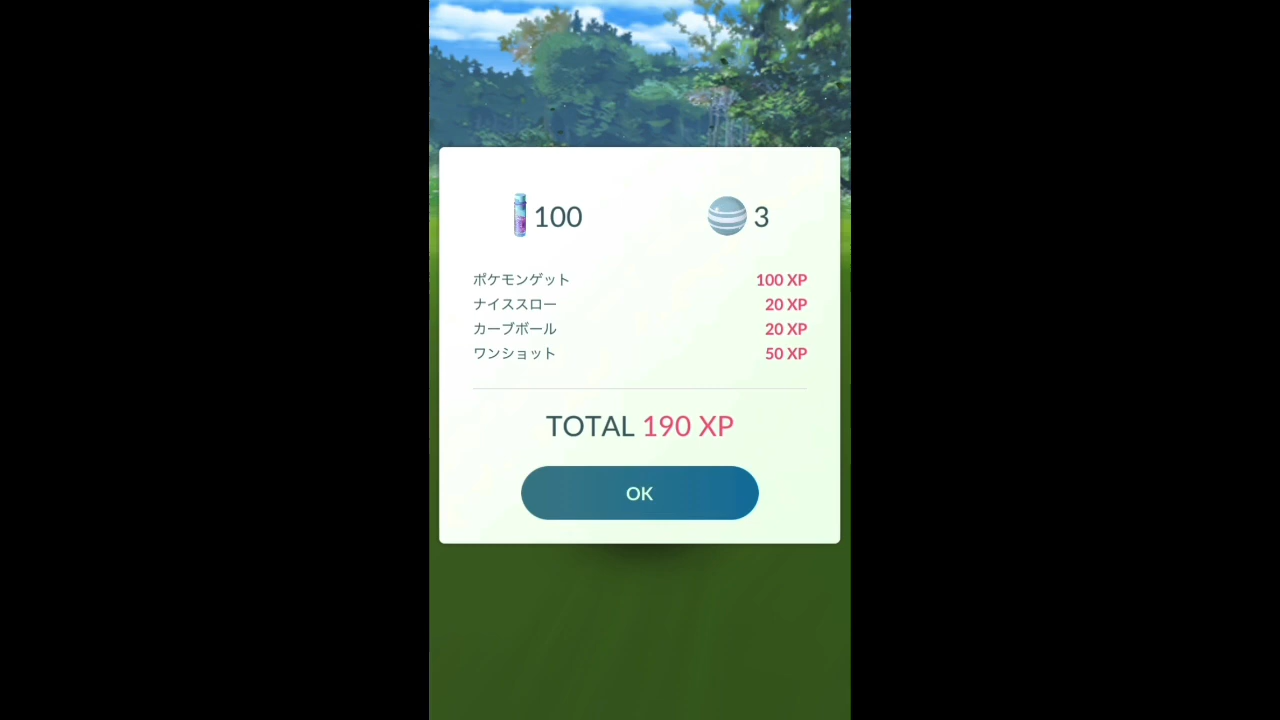 100 3
ポケモンゲット 100 XP
ナイススロー 20 XP
カーブボール 20 XP
ワンショット 50 XP
TOTAL 190 XP
OK